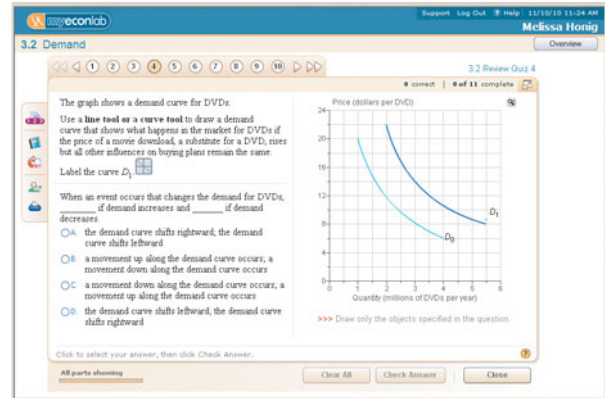 Support Log Out ? Help 11/10/10 11:24 AM
myeconlab
Melissa Honig
3.2 Demand
Overview
1 2 3 4 5 6 7 8 9 10
3.2 Review Quiz 4
0 correct 0 of 11 complete
The graph shows a demand curve for DVDs.
Use a line tool or a curve tool to draw a demand
curve that shows what happens in the market for DVDs if
the price of a movie download, a substitute for a DVD, rises
but all other influences on buying plans remain the same.
Label the curve D₁
When an event occurs that changes the demand for DVDs,
_______ if demand increases and ______ if demand
decreases.
A. the demand curve shifts rightward; the demand
curve shifts leftward
B. a movement up along the demand curve occurs; a
movement down along the demand curve occurs
C. a movement down along the demand curve occurs; a
movement up along the demand curve occurs
D. the demand curve shifts leftward; the demand curve
shifts rightward
Price (dollars per DVD)
24
20
16
12
8
4
0
0 1 2 3 4 5 6
D₁
D₀
Quantity (millions of DVDs per year)
>>> Draw only the objects specified in the question.
Click to select your answer, then click Check Answer.
?
All parts showing
Clear All
Check Answer
Close